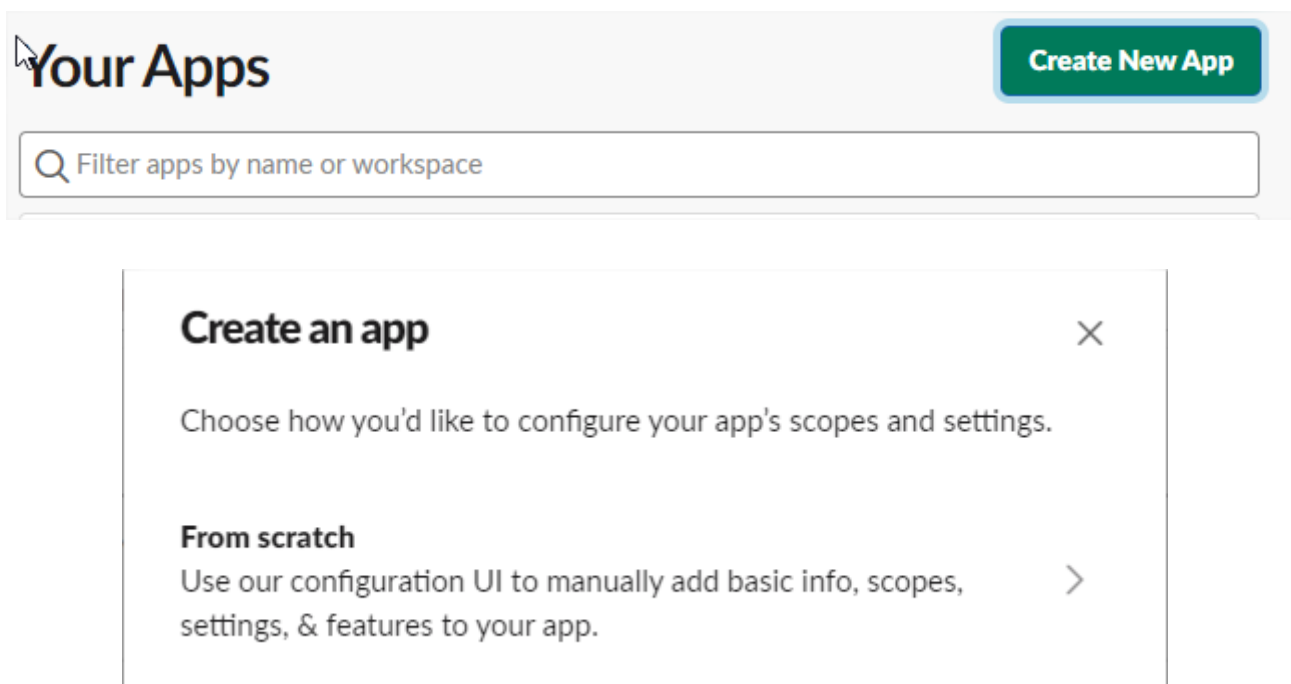 Your Apps
Create New App
Filter apps by name or workspace
Create an app
Choose how you'd like to configure your app's scopes and settings.
From scratch
Use our configuration UI to manually add basic info, scopes,
settings, & features to your app.